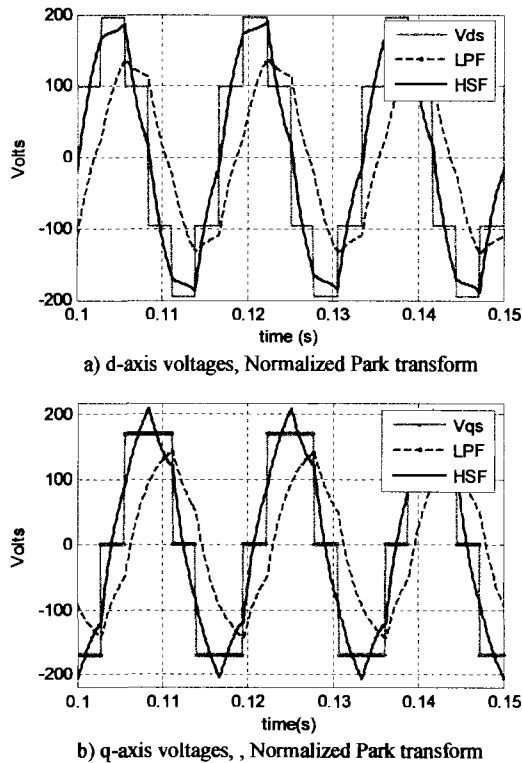 200
100
0
-100
-200
Volts
Vds
LPF
HSF
0.1 0.11 0.12 0.13 0.14 0.15
time (s)
a) d-axis voltages, Normalized Park transform
200
100
0
-100
-200
Volts
Vqs
LPF
HSF
0.1 0.11 0.12 0.13 0.14 0.15
time(s)
b) q-axis voltages, , Normalized Park transform